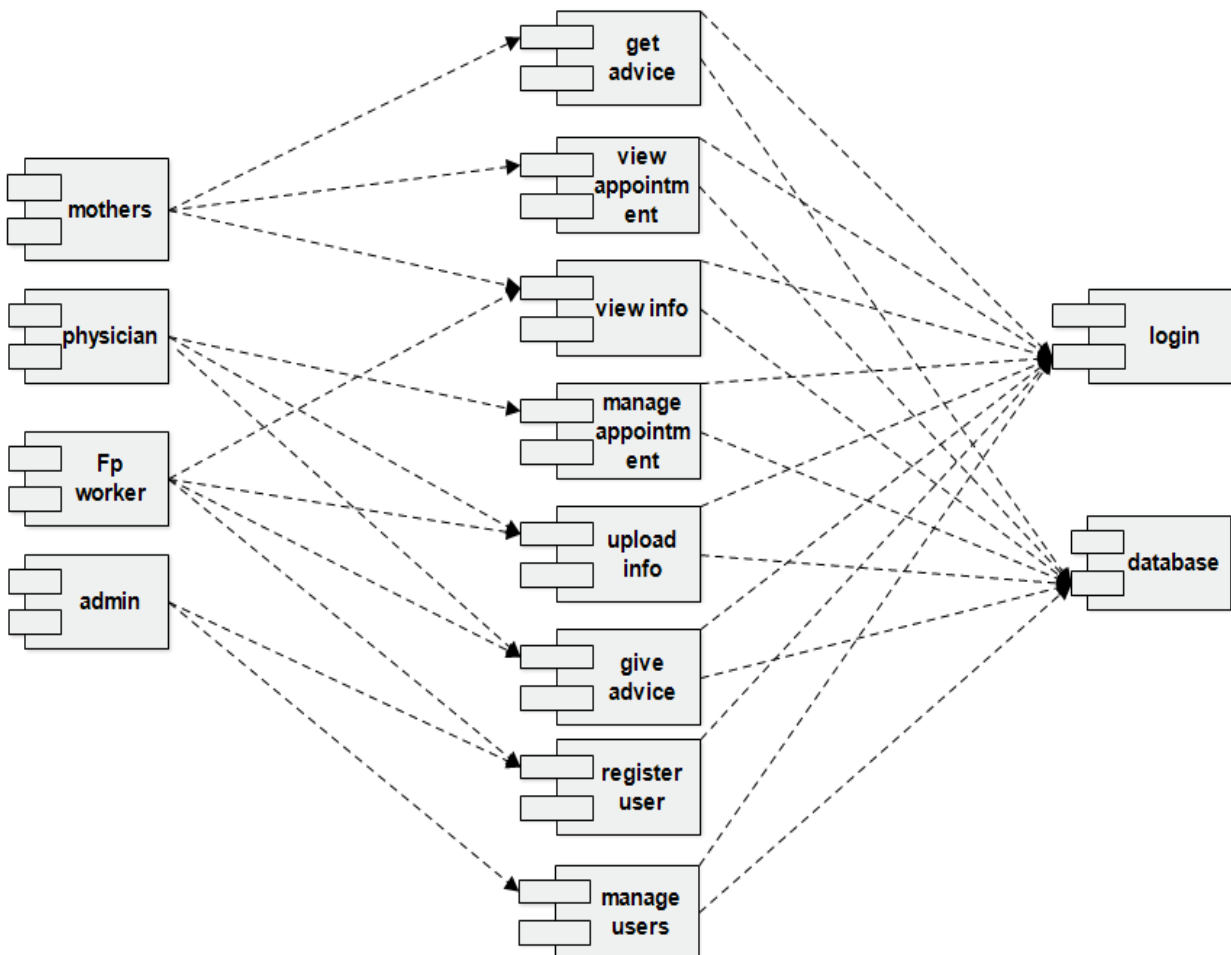 get
advice
view
appointm
ent
mothers
view info
physician
login
manage
appointm
ent
Fp
worker
upload
info
database
admin
give
advice
register
user
manage
users